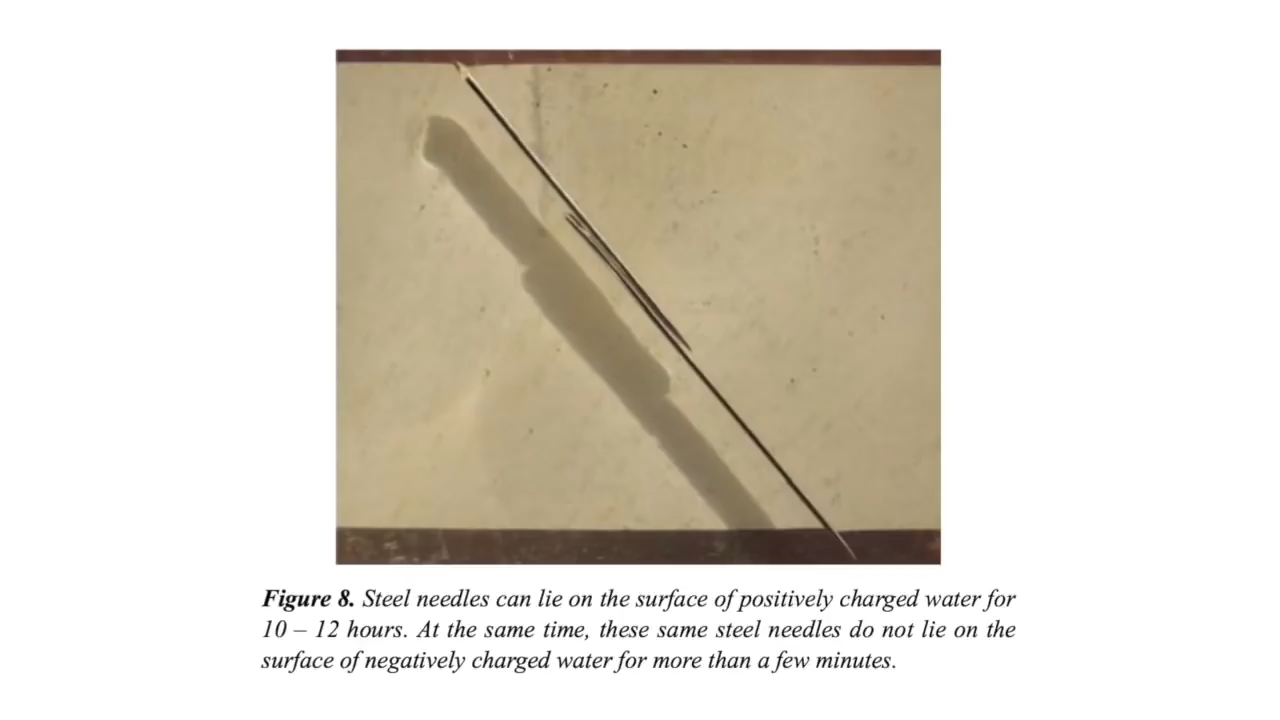 Figure 8. Steel needles can lie on the surface of positively charged water for
10 – 12 hours. At the same time, these same steel needles do not lie on the
surface of negatively charged water for more than a few minutes.